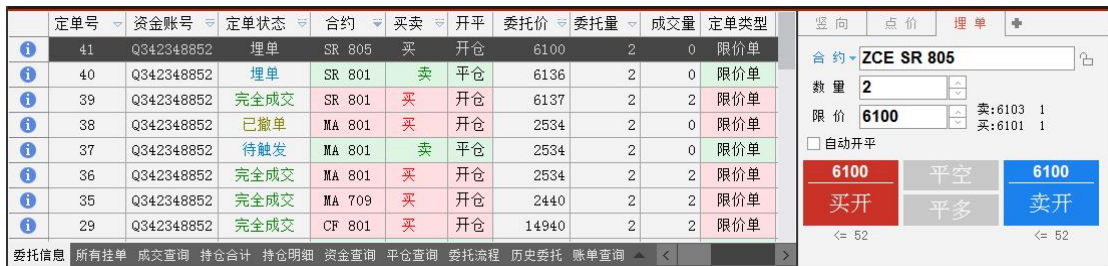 定单号 资金账号 定单状态 合约 买卖 开平 委托价 委托量 成交量 定单类型
41 Q342348852 埋单 SR 805 买 开仓 6100 2 0 限价单
40 Q342348852 埋单 SR 801 卖 平仓 6136 2 0 限价单
39 Q342348852 完全成交 SR 801 买 开仓 6137 2 2 限价单
38 Q342348852 已撤单 MA 801 买 开仓 2534 2 0 限价单
37 Q342348852 待触发 MA 801 卖 平仓 2534 2 0 限价单
36 Q342348852 完全成交 MA 801 买 开仓 2534 2 2 限价单
35 Q342348852 完全成交 MA 709 买 开仓 2440 2 2 限价单
29 Q342348852 完全成交 CF 801 买 开仓 14940 2 2 限价单
委托信息 所有挂单 成交查询 持仓合计 持仓明细 资金查询 平仓查询 委托流程 历史委托 账单查询
竖向 点价 埋单
合约 ZCE SR 805
数量 2
限价 6100
卖:6103 1
买:6101 1
自动开平
6100 平空 6100
买开 平多 卖开
<= 52 <= 52